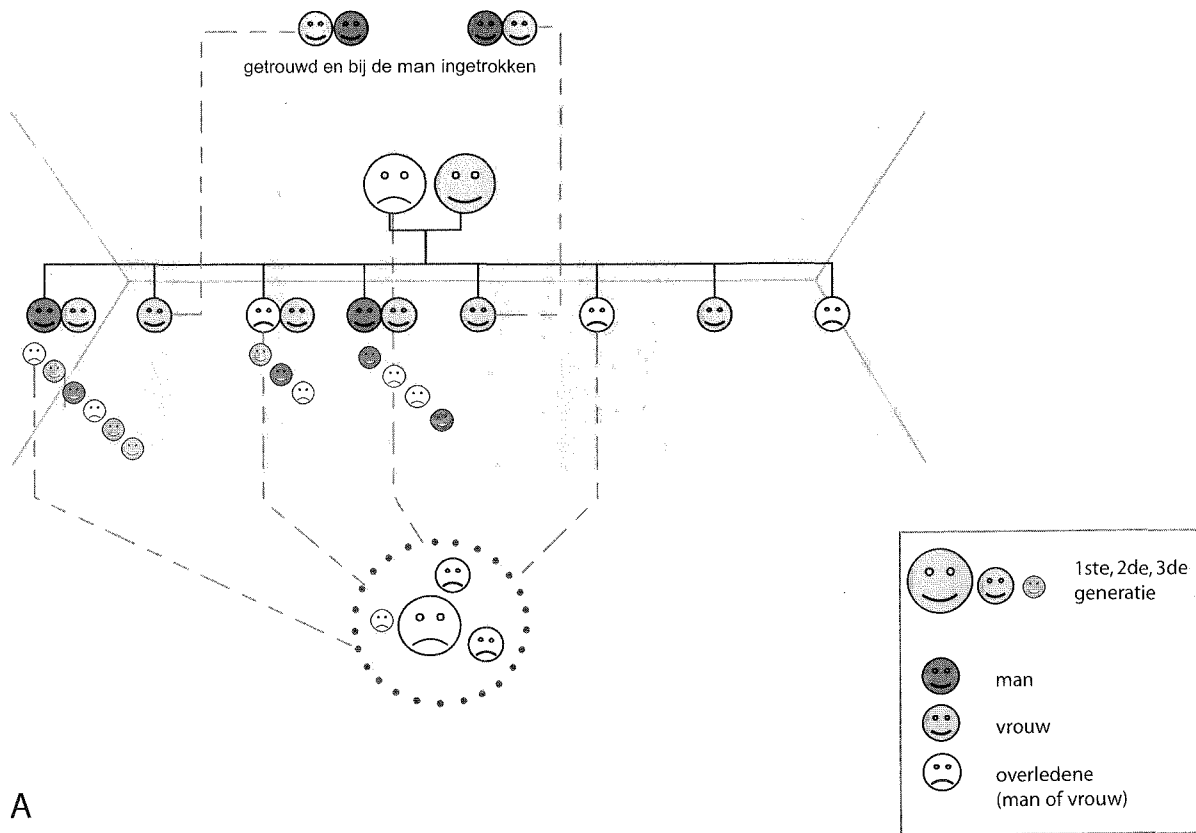 getrouwd en bij de man ingetrokken
1ste, 2de, 3de
generatie
man
vrouw
overledene
(man of vrouw)
A